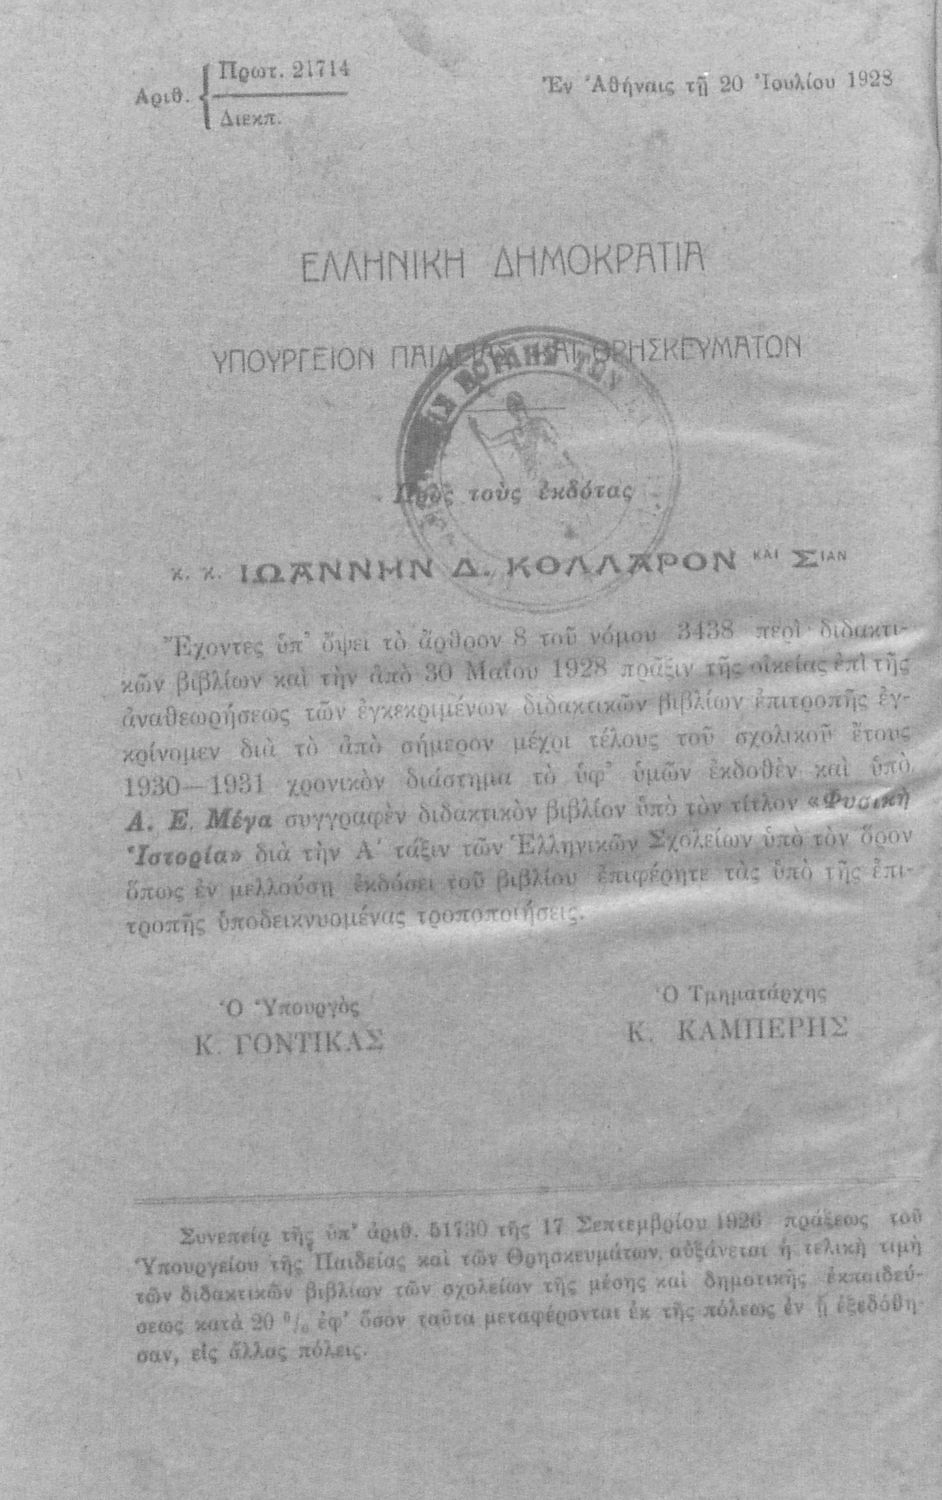 Ἀριθ. Πρωτ. 21714
Διεκπ.
Ἐν Ἀθήναις τῇ 20 Ἰουλίου 1928
ΕΛΛΗΝΙΚΗ ΔΗΜΟΚΡΑΤΙΑ
ΥΠΟΥΡΓΕΙΟΝ ΠΑΙΔΕΙΑΣ ΚΑΙ ΘΡΗΣΚΕΥΜΑΤΩΝ
ΒΟΥΛΗΣ ΤΩΝ
Πρὸς τοὺς ἐκδότας
κ. κ. ΙΩΑΝΝΗΝ Δ. ΚΟΛΛΑΡΟΝ ΚΑΙ ΣΙΑΝ
Ἔχοντες ὑπ' ὄψει τὸ ἄρθρον 8 τοῦ νόμου 3438 περὶ διδακτι-
κῶν βιβλίων καὶ τὴν ἀπὸ 30 Μαΐου 1928 πρᾶξιν τῆς οἰκείας ἐπὶ τῆς
ἀναθεωρήσεως τῶν ἐγκεκριμένων διδακτικῶν βιβλίων ἐπιτροπῆς ἐγ-
κρίνομεν διὰ τὸ ἀπὸ σήμερον μέχρι τέλους τοῦ σχολικοῦ ἔτους
1930—1931 χρονικὸν διάστημα τὸ ὑφ' ὑμῶν ἐκδοθὲν καὶ ὑπὸ
Α. Ε. Μέγα συγγραφὲν διδακτικὸν βιβλίον ὑπὸ τὸν τίτλον «Φυσικὴ
Ἱστορία» διὰ τὴν Α' τάξιν τῶν Ἑλληνικῶν Σχολείων ὑπὸ τὸν ὅρον
ὅπως ἐν μελλούσῃ ἐκδόσει τοῦ βιβλίου ἐπιφέρητε τὰς ὑπὸ τῆς ἐπι-
τροπῆς ὑποδεικνυομένας τροποποιήσεις.
Ὁ Ὑπουργὸς
Κ. ΓΟΝΤΙΚΑΣ
Ὁ Τμηματάρχης
Κ. ΚΑΜΠΕΡΗΣ
Συνεπείᾳ τῆς ὑπ' ἀριθ. 51730 τῆς 17 Σεπτεμβρίου 1926 πράξεως τοῦ
Ὑπουργείου τῆς Παιδείας καὶ τῶν Θρησκευμάτων, αὐξάνεται ἡ τελικὴ τιμὴ
τῶν διδακτικῶν βιβλίων τῶν σχολείων τῆς μέσης καὶ δημοτικῆς ἐκπαιδεύ-
σεως κατὰ 20 % ἐφ' ὅσον ταῦτα μεταφέρονται ἐκ τῆς πόλεως ἐν ᾗ ἐξεδόθη-
σαν, εἰς ἄλλας πόλεις.